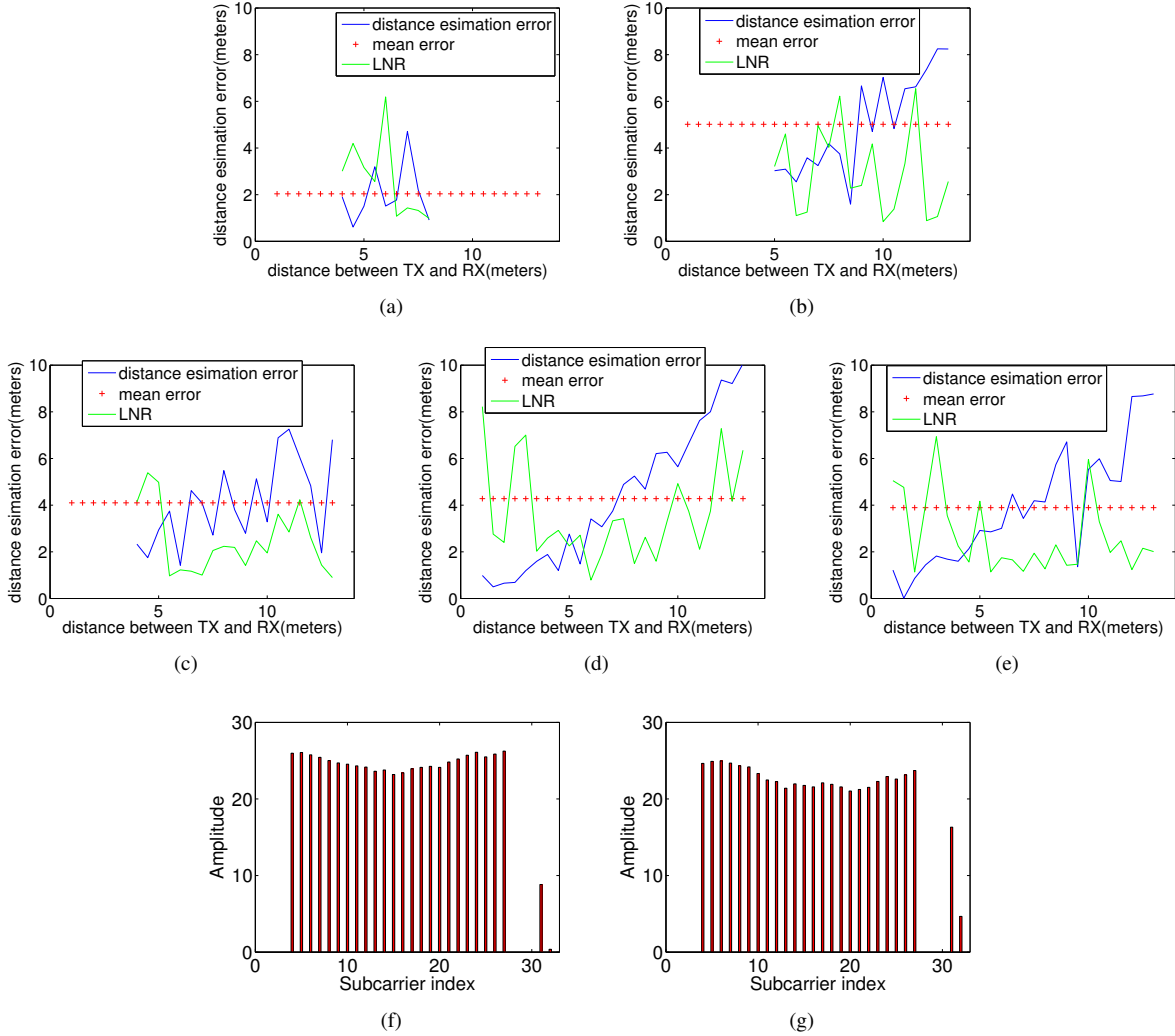 10
8
6
4
2
0
0
5
10
distance esimation error(meters)
distance between TX and RX(meters)
distance esimation error
mean error
LNR
(a)
10
8
6
4
2
0
0
5
10
distance esimation error(meters)
distance between TX and RX(meters)
distance esimation error
mean error
LNR
(b)
10
8
6
4
2
0
0
5
10
distance esimation error(meters)
distance between TX and RX(meters)
distance esimation error
mean error
LNR
(c)
10
8
6
4
2
0
0
5
10
distance esimation error(meters)
distance between TX and RX(meters)
distance esimation error
mean error
LNR
(d)
10
8
6
4
2
0
0
5
10
distance esimation error(meters)
distance between TX and RX(meters)
distance esimation error
mean error
LNR
(e)
30
20
10
0
0
10
20
30
Amplitude
Subcarrier index
(f)
30
20
10
0
0
10
20
30
Amplitude
Subcarrier index
(g)